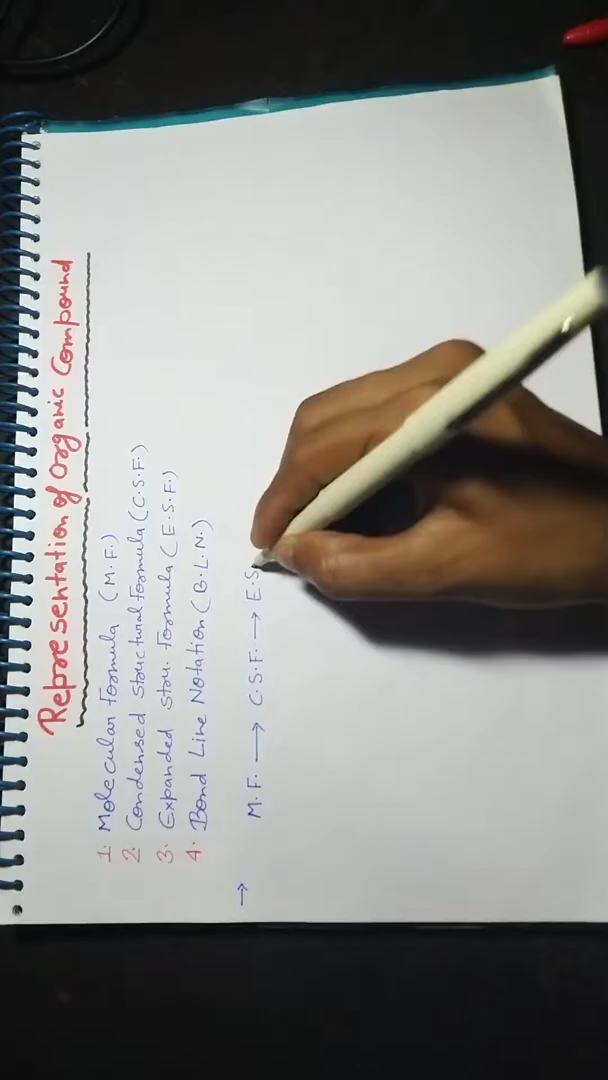 Representation of Organic Compound
1. Molecular formula (M.F.)
2. Condensed structural formula (C.S.F.)
3. Expanded stru. formula (E.S.F.)
4. Bond Line Notation (B.L.N.)
→ M.F. → C.S.F. → E.S